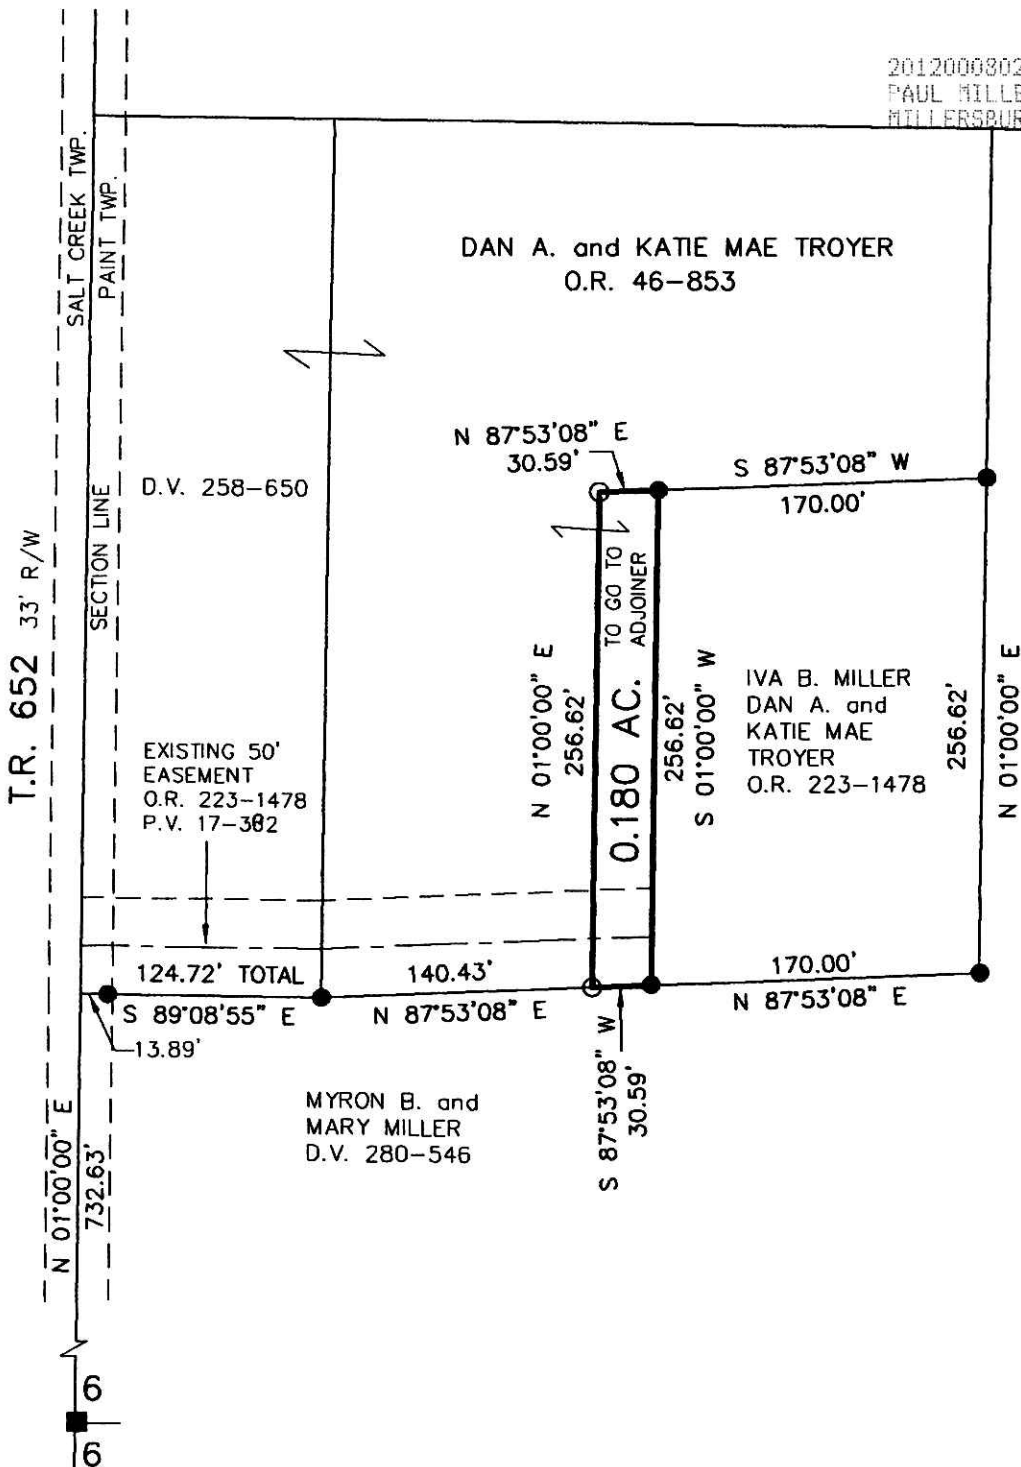 2012000802
PAUL MILLE
MILLERSBUR
SALT CREEK TWP.
PAINT TWP.
DAN A. and KATIE MAE TROYER
O.R. 46-853
N 87°53'08" E
30.59'
S 87°53'08" W
170.00'
D.V. 258-650
SECTION LINE
T.R. 652 33' R/W
TO GO TO
ADJOINER
0.180 AC.
N 01°00'00" E
256.62'
256.62'
S 01°00'00" W
IVA B. MILLER
DAN A. and
KATIE MAE
TROYER
O.R. 223-1478
256.62'
N 01°00'00" E
EXISTING 50'
EASEMENT
O.R. 223-1478
P.V. 17-382
124.72' TOTAL
S 89°08'55" E
13.89'
140.43'
N 87°53'08" E
170.00'
N 87°53'08" E
S 87°53'08" W
30.59'
MYRON B. and
MARY MILLER
D.V. 280-546
N 01°00'00" E
732.63'
6
6